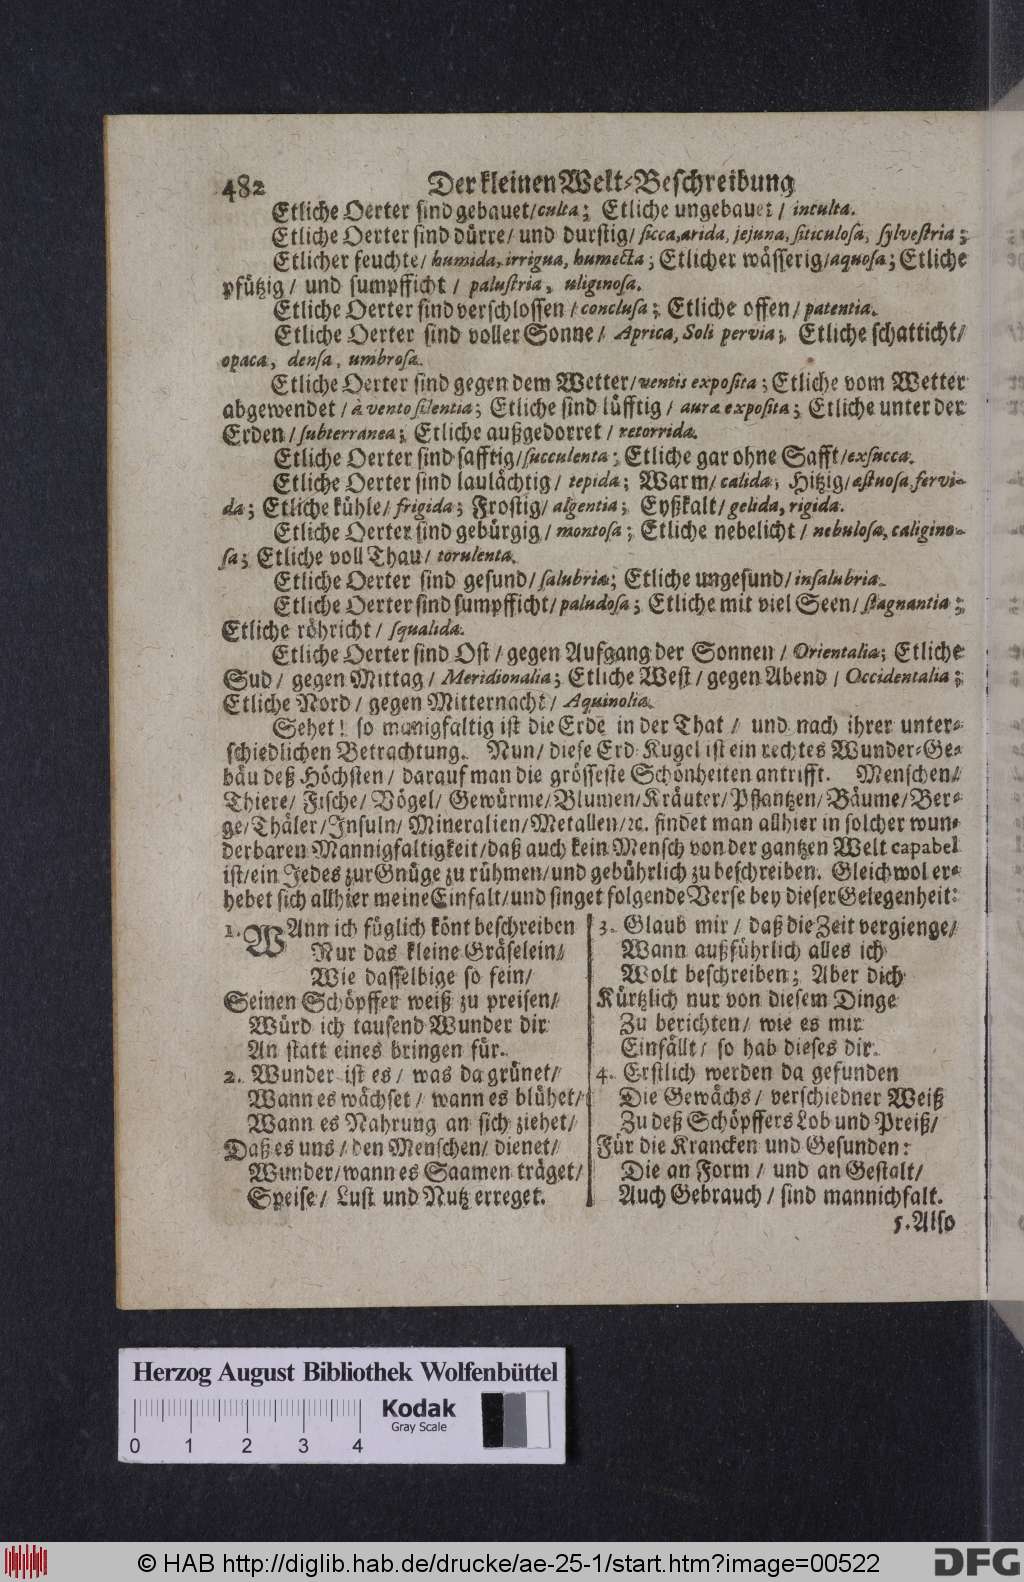 482 Der kleinen Welt-Beschreibung
Etliche Oerter sind gebauet/culta; Etliche ungebauet / inculta.
Etliche Oerter sind dürre/ und durstig/ sicca, arida, jejuna, siticulosa, sylvestria;
Etlicher feuchte/ humida, irrigua, humecta; Etlicher wässerig/aquosa; Etliche
pfützig / und sumpfficht / palustria, uliginosa.
Etliche Oerter sind verschlossen / conclusa; Etliche offen/ patentia.
Etliche Oerter sind voller Sonne/ Aprica, Soli pervia; Etliche schatticht/
opaca, densa, umbrosa.
Etliche Oerter sind gegen dem Wetter/ventis exposita; Etliche vom Wetter
abgewendet / à vento silentia; Etliche sind lüfftig / auræ exposita; Etliche unter der
Erden / subterranea; Etliche außgedorret / retorrida.
Etliche Oerter sind safftig/succulenta; Etliche gar ohne Safft/exsucca.
Etliche Oerter sind laulächtig / tepida; Warm/ calida; Hitzig/ æstuosa, fervi-
da; Etliche kühle/ frigida; Frostig/ algentia; Eyßkalt/ gelida, rigida.
Etliche Oerter sind gebürgig / montosa; Etliche nebelicht / nebulosa, caligino-
sa; Etliche voll Thau/ torulenta.
Etliche Oerter sind gesund/ salubria; Etliche ungesund/ insalubria.
Etliche Oerter sind sumpfficht/ paludosa; Etliche mit viel Seen/ stagnantia;
Etliche röhricht / squalida.
Etliche Oerter sind Ost / gegen Aufgang der Sonnen / Orientalia; Etliche
Sud / gegen Mittag / Meridionalia; Etliche West / gegen Abend / Occidentalia;
Etliche Nord / gegen Mitternacht / Aquinolia.
Sehet! so manigfaltig ist die Erde in der That / und nach ihrer unter-
schiedlichen Betrachtung. Nun/ diese Erd-Kugel ist ein rechtes Wunder-Ge-
bäu deß Höchsten / darauf man die grösseste Schönheiten antrifft. Menschen/
Thiere/ Fische/ Vögel/ Gewürme/ Blumen/ Kräuter/ Pflantzen/ Bäume/ Ber-
ge/ Thäler/ Insuln/ Mineralien/ Metallen/ ꝛc. findet man allhier in solcher wun-
derbaren Mannigfaltigkeit/ daß auch kein Mensch von der gantzen Welt capabel
ist/ ein Jedes zur Gnüge zu rühmen/ und gebührlich zu beschreiben. Gleichwol er-
hebet sich allhier meine Einfalt/ und singet folgende Verse bey dieser Gelegenheit:
1. WAnn ich füglich könt beschreiben
Nur das kleine Gräselein/
Wie dasselbige so fein/
Seinen Schöpffer weiß zu preisen/
Würd ich tausend Wunder dir
An statt eines bringen für.
2. Wunder ist es / was da grünet/
Wann es wächset / wann es blühet/
Wann es Nahrung an sich ziehet/
Daß es uns / den Menschen / dienet/
Wunder/ wann es Saamen träget/
Speise / Lust und Nutz erreget.
3. Glaub mir / daß die Zeit vergienge/
Wann außführlich alles ich
Wolt beschreiben; Aber dich
Kürtzlich nur von diesem Dinge
Zu berichten/ wie es mir
Einfällt/ so hab dieses dir.
4. Erstlich werden da gefunden
Die Gewächs / verschiedner Weiß
Zu deß Schöpffers Lob und Preiß/
Für die Krancken und Gesunden:
Die an Form / und an Gestalt/
Auch Gebrauch / sind mannichfalt.
5. Also
Herzog August Bibliothek Wolfenbüttel
Kodak
Gray Scale
0 1 2 3 4
© HAB http://diglib.hab.de/drucke/ae-25-1/start.htm?image=00522
DFG